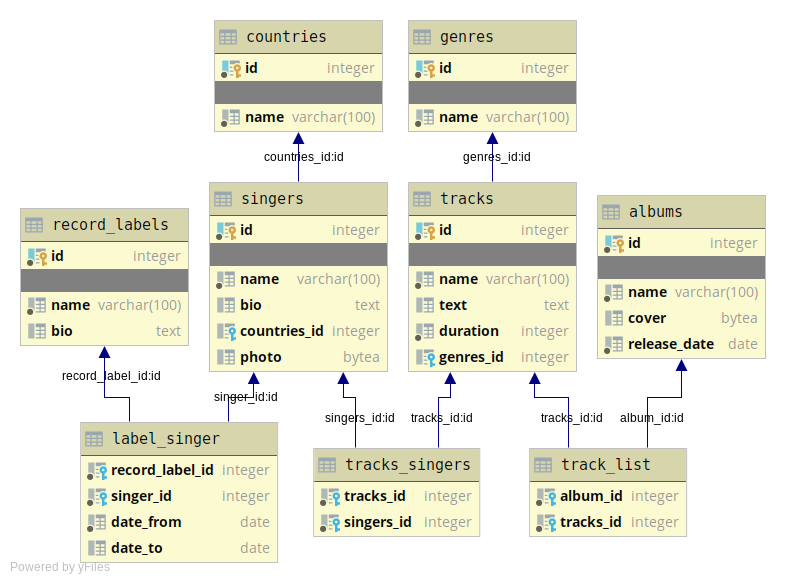 countries
id integer
name varchar(100)
genres
id integer
name varchar(100)
countries_id:id
genres_id:id
record_labels
id integer
name varchar(100)
bio text
singers
id integer
name varchar(100)
bio text
countries_id integer
photo bytea
tracks
id integer
name varchar(100)
text text
duration integer
genres_id integer
albums
id integer
name varchar(100)
cover bytea
release_date date
record_label_id:id
singer_id:id
singers_id:id
tracks_id:id
tracks_id:id
album_id:id
label_singer
record_label_id integer
singer_id integer
date_from date
date_to date
tracks_singers
tracks_id integer
singers_id integer
track_list
album_id integer
tracks_id integer
Powered by yFiles